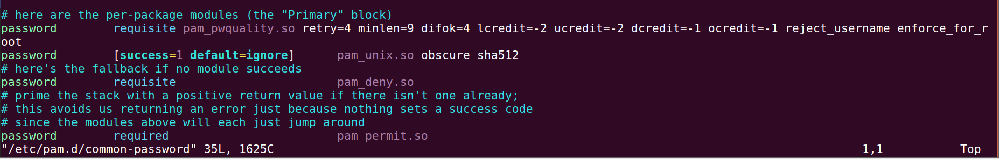 # here are the per-package modules (the "Primary" block)
password        requisite pam_pwquality.so retry=4 minlen=9 difok=4 lcredit=-2 ucredit=-2 dcredit=-1 ocredit=-1 reject_username enforce_for_r
oot
password        [success=1 default=ignore]      pam_unix.so obscure sha512
# here's the fallback if no module succeeds
password        requisite                       pam_deny.so
# prime the stack with a positive return value if there isn't one already;
# this avoids us returning an error just because nothing sets a success code
# since the modules above will each just jump around
password        required                        pam_permit.so
"/etc/pam.d/common-password" 35L, 1625C                                                                                    1,1           Top